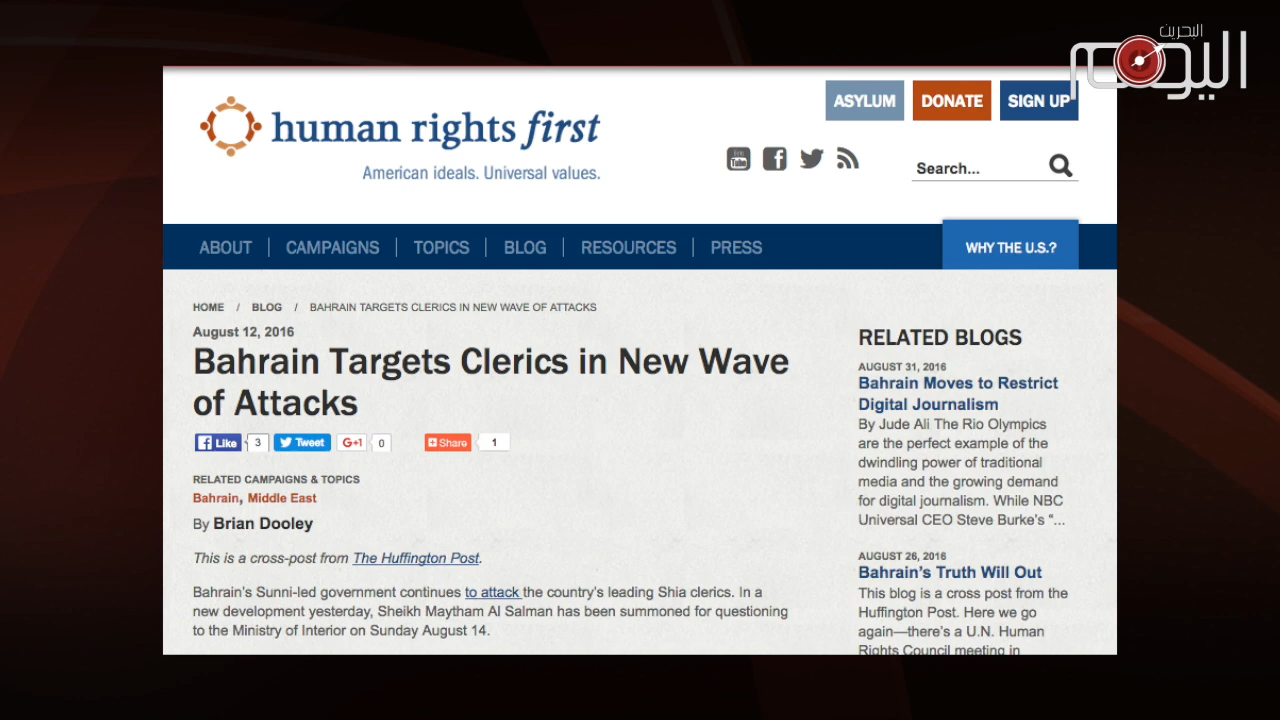 البحرين
اليوم
ASYLUM
DONATE
SIGN UP
human rights first
American ideals. Universal values.
You Tube
Search...
ABOUT
CAMPAIGNS
TOPICS
BLOG
RESOURCES
PRESS
WHY THE U.S.?
HOME / BLOG / BAHRAIN TARGETS CLERICS IN NEW WAVE OF ATTACKS
August 12, 2016
Bahrain Targets Clerics in New Wave
of Attacks
Like 3 Tweet G+1 0 Share 1
RELATED CAMPAIGNS & TOPICS
Bahrain, Middle East
By Brian Dooley
This is a cross-post from The Huffington Post.
Bahrain's Sunni-led government continues to attack the country's leading Shia clerics. In a
new development yesterday, Sheikh Maytham Al Salman has been summoned for questioning
to the Ministry of Interior on Sunday August 14.
RELATED BLOGS
AUGUST 31, 2016
Bahrain Moves to Restrict
Digital Journalism
By Jude Ali The Rio Olympics
are the perfect example of the
dwindling power of traditional
media and the growing demand
for digital journalism. While NBC
Universal CEO Steve Burke's "...
AUGUST 26, 2016
Bahrain's Truth Will Out
This blog is a cross post from the
Huffington Post. Here we go
again—there's a U.N. Human
Rights Council meeting in